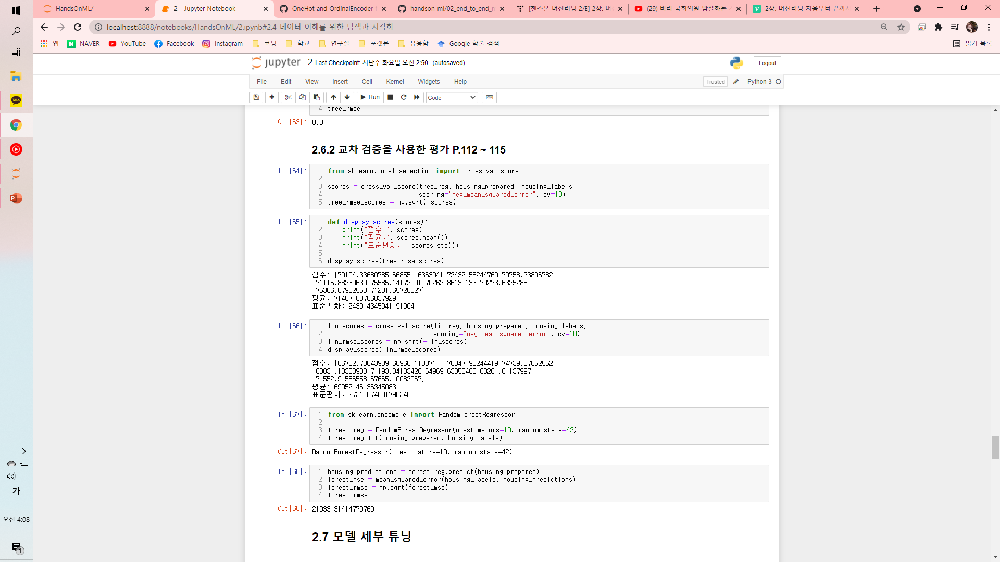 HandsOnML/
2 - Jupyter Notebook
OneHot and OrdinalEncoder
handson-ml/02_end_to_end_n
[핸즈온 머신러닝 2/E] 2장. 머
(29) 비리 국회의원 암살하는
2장. 머신러닝 처음부터 끝까지
localhost:8888/notebooks/HandsOnML/2.ipynb#2.4-데이터-이해를-위한-탐색과-시각화
앱 NAVER YouTube Facebook Instagram 코딩 학교 연구실 포켓몬 유용함 Google 학술 검색 읽기 목록
jupyter 2 Last Checkpoint: 지난주 화요일 오전 2:50 (autosaved) Logout
File Edit View Insert Cell Kernel Widgets Help Trusted Python 3
Run Code
4 tree_rmse
Out[63]: 0.0
2.6.2 교차 검증을 사용한 평가 P.112 ~ 115
In [64]: 1 from sklearn.model_selection import cross_val_score
2
3 scores = cross_val_score(tree_reg, housing_prepared, housing_labels,
4 scoring="neg_mean_squared_error", cv=10)
5 tree_rmse_scores = np.sqrt(-scores)
In [65]: 1 def display_scores(scores):
2 print("점수:", scores)
3 print("평균:", scores.mean())
4 print("표준편차:", scores.std())
5
6 display_scores(tree_rmse_scores)
점수: [70194.33680785 66855.16363941 72432.58244769 70758.73896782
71115.88230639 75585.14172901 70262.86139133 70273.6325285
75366.87952553 71231.65726027]
평균: 71407.68766037929
표준편차: 2439.4345041191004
In [66]: 1 lin_scores = cross_val_score(lin_reg, housing_prepared, housing_labels,
2 scoring="neg_mean_squared_error", cv=10)
3 lin_rmse_scores = np.sqrt(-lin_scores)
4 display_scores(lin_rmse_scores)
점수: [66782.73843989 66960.118071 70347.95244419 74739.57052552
68031.13388938 71193.84183426 64969.63056405 68281.61137997
71552.91566558 67665.10082067]
평균: 69052.46136345083
표준편차: 2731.674001798346
In [67]: 1 from sklearn.ensemble import RandomForestRegressor
2
3 forest_reg = RandomForestRegressor(n_estimators=10, random_state=42)
4 forest_reg.fit(housing_prepared, housing_labels)
Out[67]: RandomForestRegressor(n_estimators=10, random_state=42)
In [68]: 1 housing_predictions = forest_reg.predict(housing_prepared)
2 forest_mse = mean_squared_error(housing_labels, housing_predictions)
3 forest_rmse = np.sqrt(forest_mse)
4 forest_rmse
Out[68]: 21933.31414779769
2.7 모델 세부 튜닝
TALK
가
오전 4:08
1